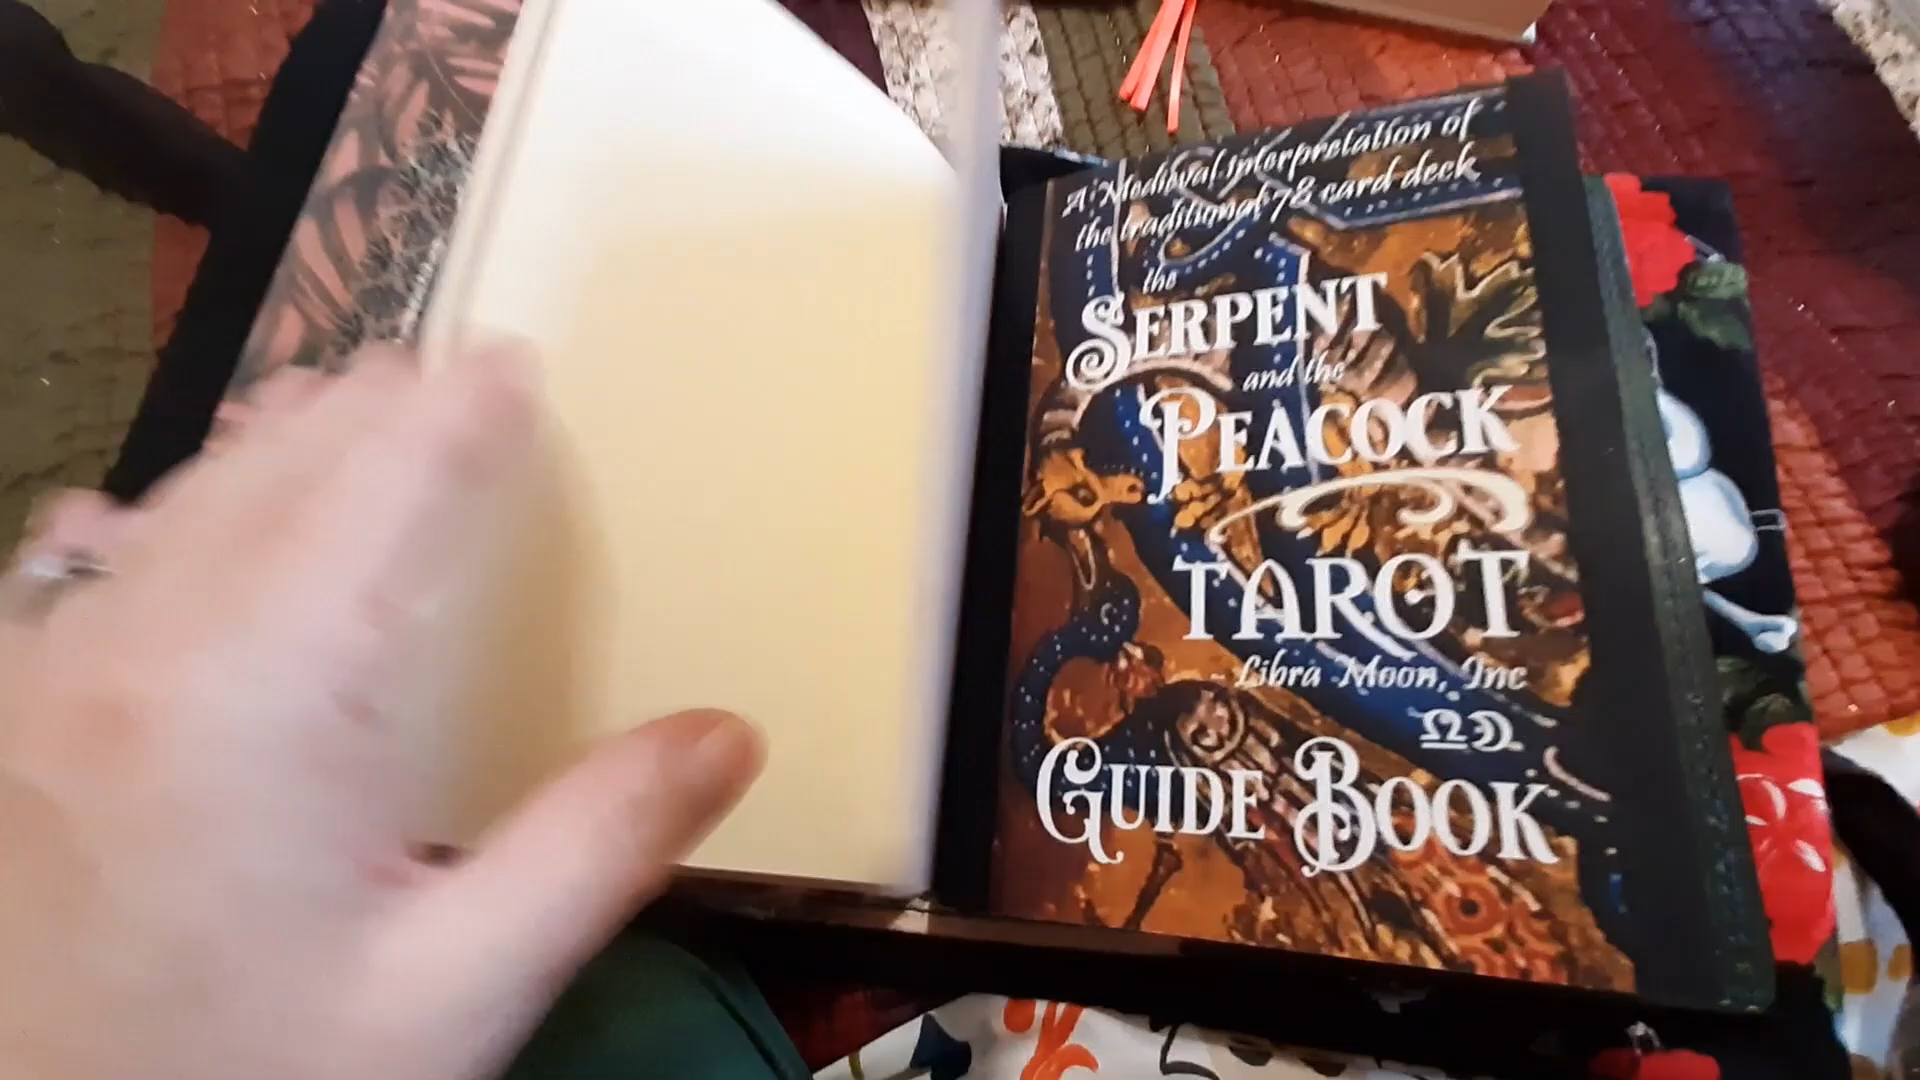 A Medieval interpretation of
the traditional 78 card deck
the
SERPENT
and the
PEACOCK
TAROT
- Libra Moon, Inc
GUIDE BOOK